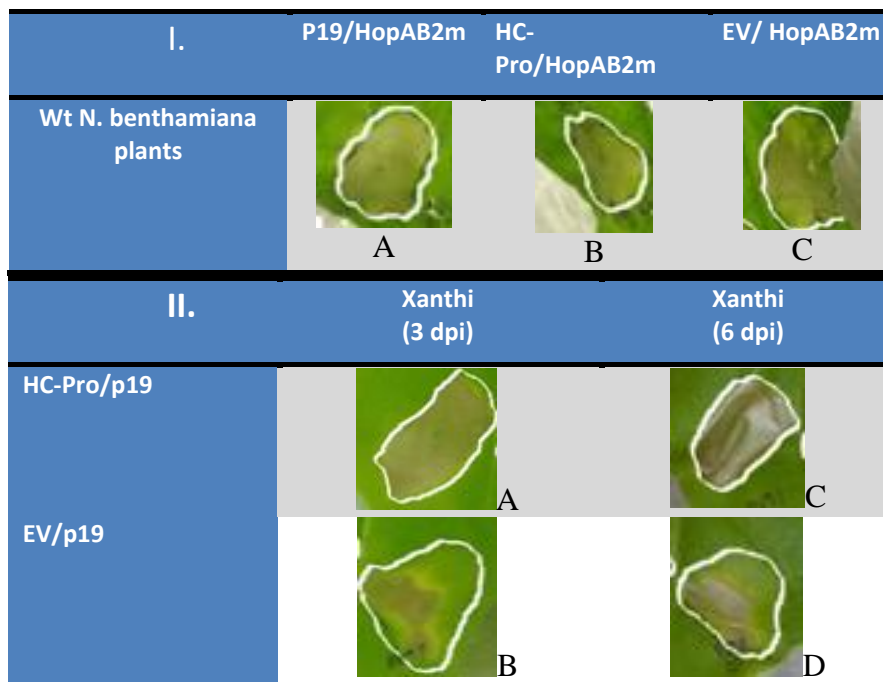 I.
P19/HopAB2m
HC-
Pro/HopAB2m
EV/ HopAB2m
Wt N. benthamiana
plants
A
B
C
II.
Xanthi
(3 dpi)
Xanthi
(6 dpi)
HC-Pro/p19
A
C
EV/p19
B
D